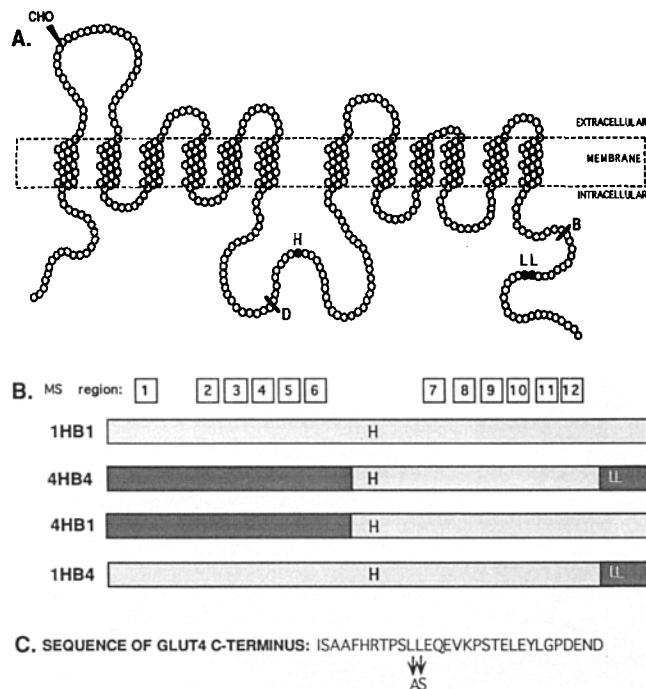 CHO
A.
EXTRACELLULAR
MEMBRANE
INTRACELLULAR
H
B
LL
D
B. MS region: 1 2 3 4 5 6 7 8 9 10 11 12
1HB1 H
4HB4 H LL
4HB1 H
1HB4 H LL
C. SEQUENCE OF GLUT4 C-TERMINUS: ISAAFHRTPSLLEQEVKPSTELEYLGPDEND
AS